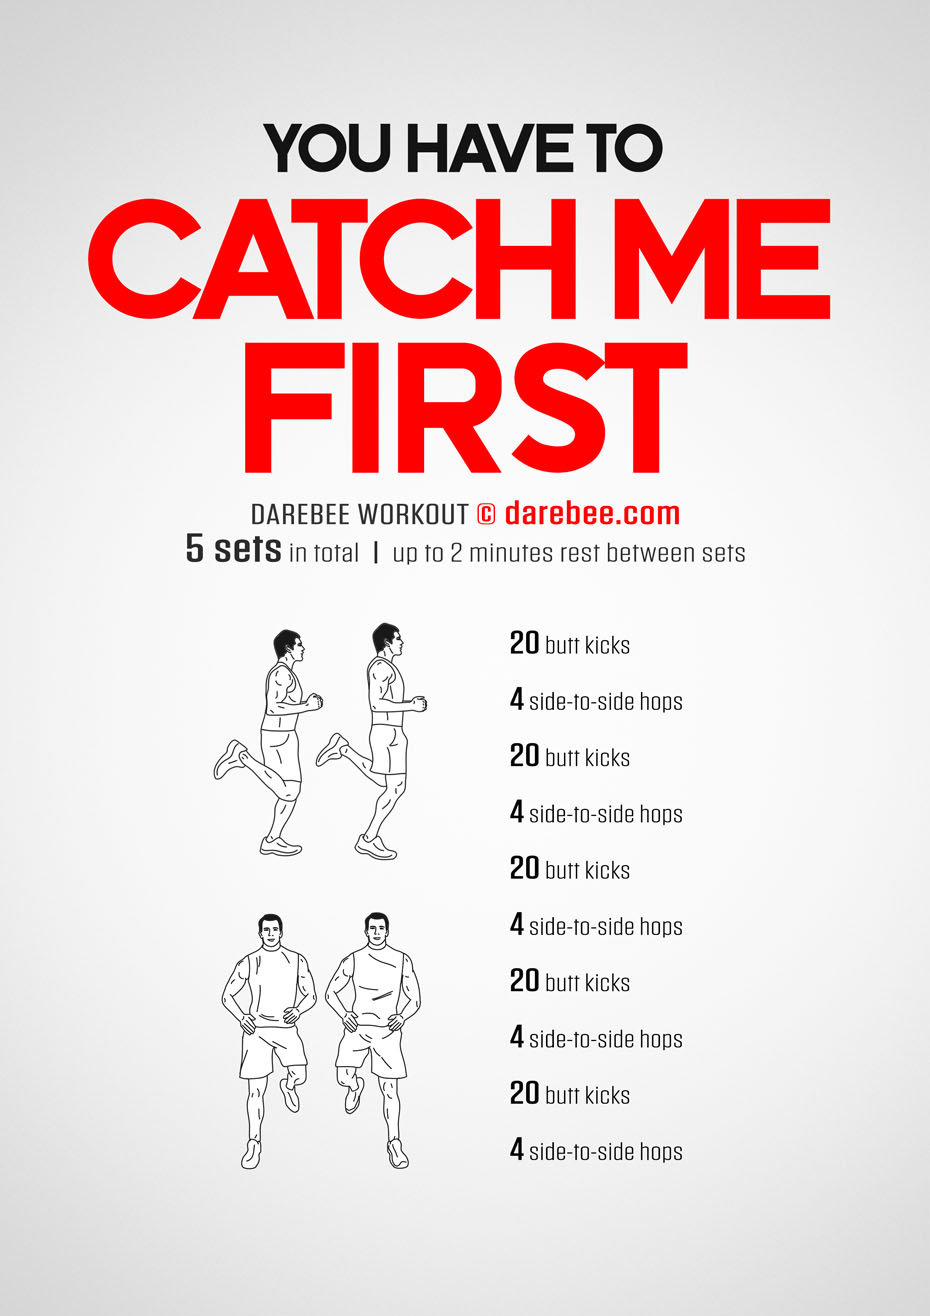 YOU HAVE TO
CATCH ME
FIRST
DAREBEE WORKOUT © darebee.com
5 sets in total | up to 2 minutes rest between sets
20 butt kicks
4 side-to-side hops
20 butt kicks
4 side-to-side hops
20 butt kicks
4 side-to-side hops
20 butt kicks
4 side-to-side hops
20 butt kicks
4 side-to-side hops